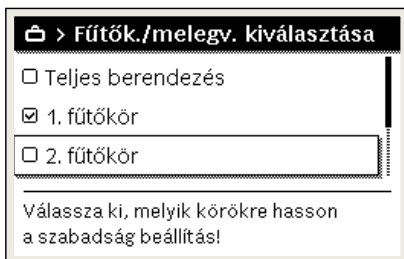 > Fűtők./melegv. kiválasztása
Teljes berendezés
1. fűtőkör
2. fűtőkör
Válassza ki, melyik körökre hasson
a szabadság beállítás!